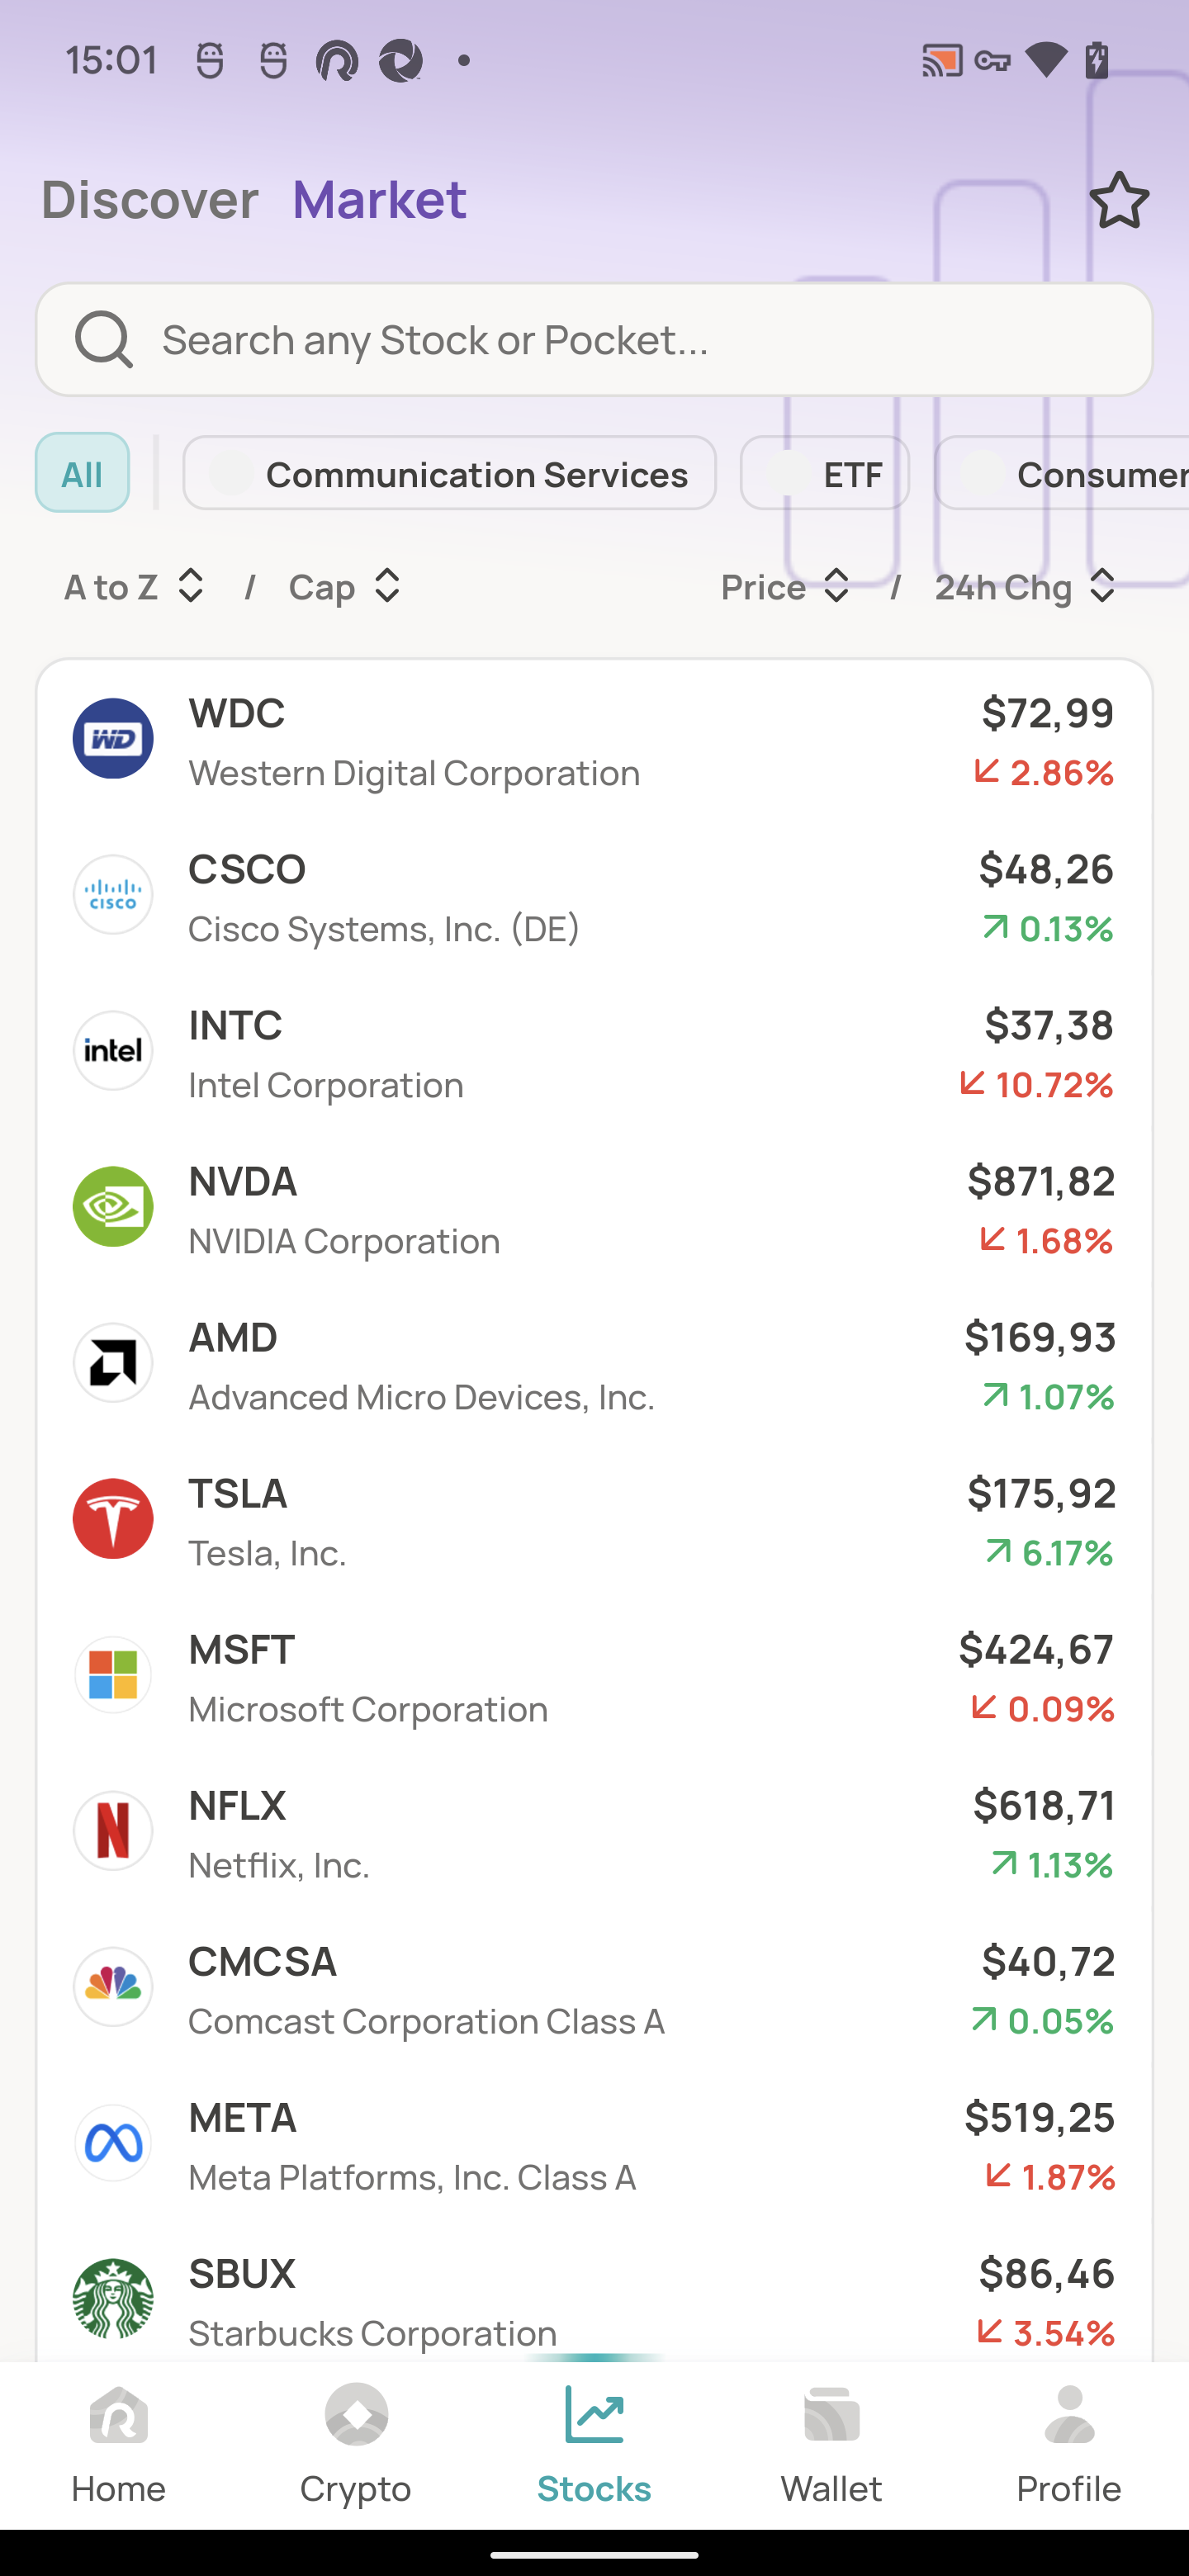 15:01
Discover Market
Search any Stock or Pocket...
All Communication Services ETF Consumer
A to Z / Cap Price / 24h Chg
WD WDC $72,99
Western Digital Corporation 2.86%
CISCO CSCO $48,26
Cisco Systems, Inc. (DE) 0.13%
intel INTC $37,38
Intel Corporation 10.72%
NVDA $871,82
NVIDIA Corporation 1.68%
AMD $169,93
Advanced Micro Devices, Inc. 1.07%
TSLA $175,92
Tesla, Inc. 6.17%
MSFT $424,67
Microsoft Corporation 0.09%
NFLX $618,71
Netflix, Inc. 1.13%
CMCSA $40,72
Comcast Corporation Class A 0.05%
META $519,25
Meta Platforms, Inc. Class A 1.87%
SBUX $86,46
Starbucks Corporation 3.54%
Home Crypto Stocks Wallet Profile